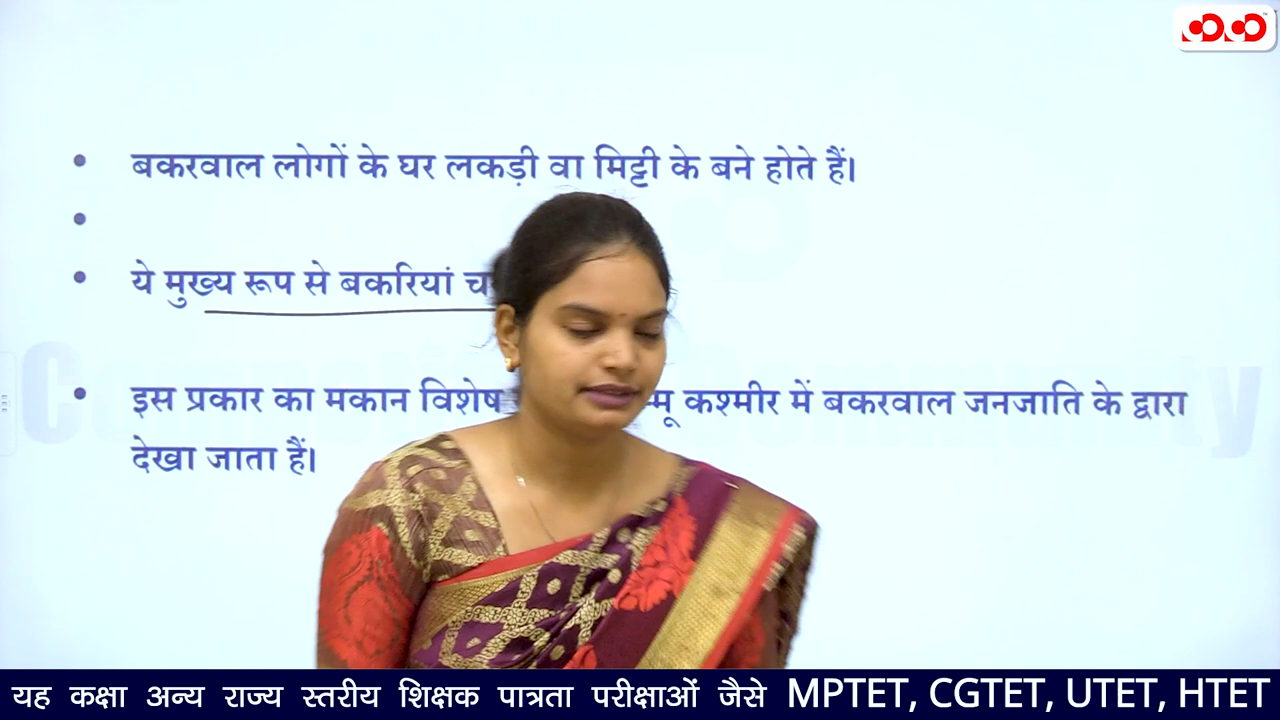 बकरवाल लोगों के घर लकड़ी वा मिट्टी के बने होते हैं।
ये मुख्य रूप से बकरियां
इस प्रकार का मकान विशेष कश्मीर में बकरवाल जनजाति के द्वारा
देखा जाता हैं।
यह कक्षा अन्य राज्य स्तरीय शिक्षक पात्रता परीक्षाओं जैसे MPTET, CGTET, UTET, HTET